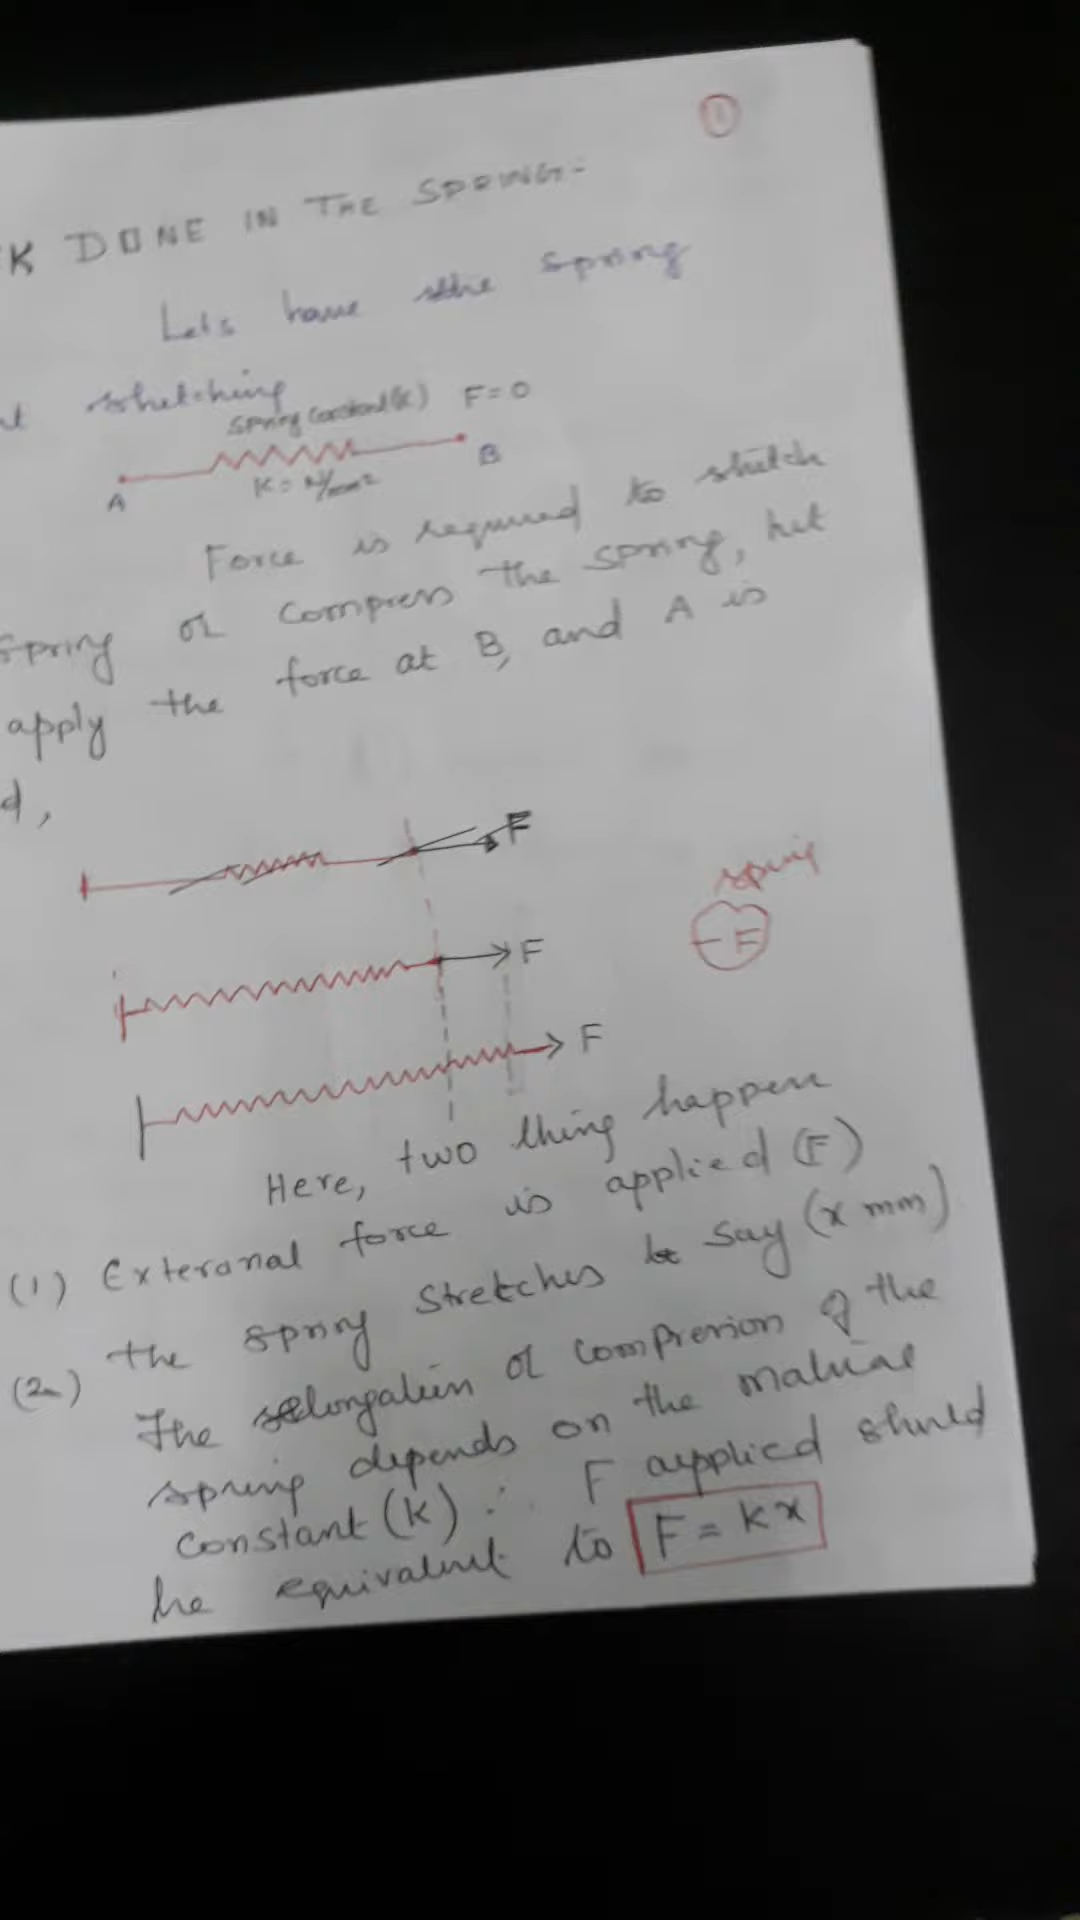 ①
K DONE IN THE SPRING:-
Lets have the spring
stretching
Spring Constant(K) F=0
A B
K = N/mm²
Force is required to stretch
spring or compress the spring, let
apply the force at B, and A is
d,
F
spring
-F
F
F
Here, two thing happen
(1) Exteranal force is applied (F)
(2) the spring stretches say (x mm)
The elongation or compression of the
spring depends on the material
constant (K) ∴ F applied should
be equivalent to F = Kx